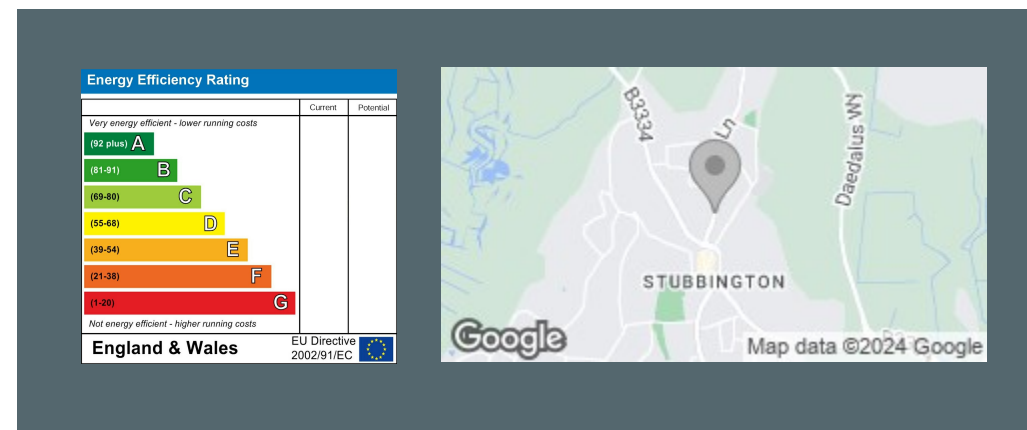 Energy Efficiency Rating
Current Potential
Very energy efficient - lower running costs
(92 plus) A
(81-91) B
(69-80) C
(55-68) D
(39-54) E
(21-38) F
(1-20) G
Not energy efficient - higher running costs
England & Wales
EU Directive
2002/91/EC
B3334
Ln
Daedalus Wy
STUBBINGTON
Google
Map data ©2024 Google